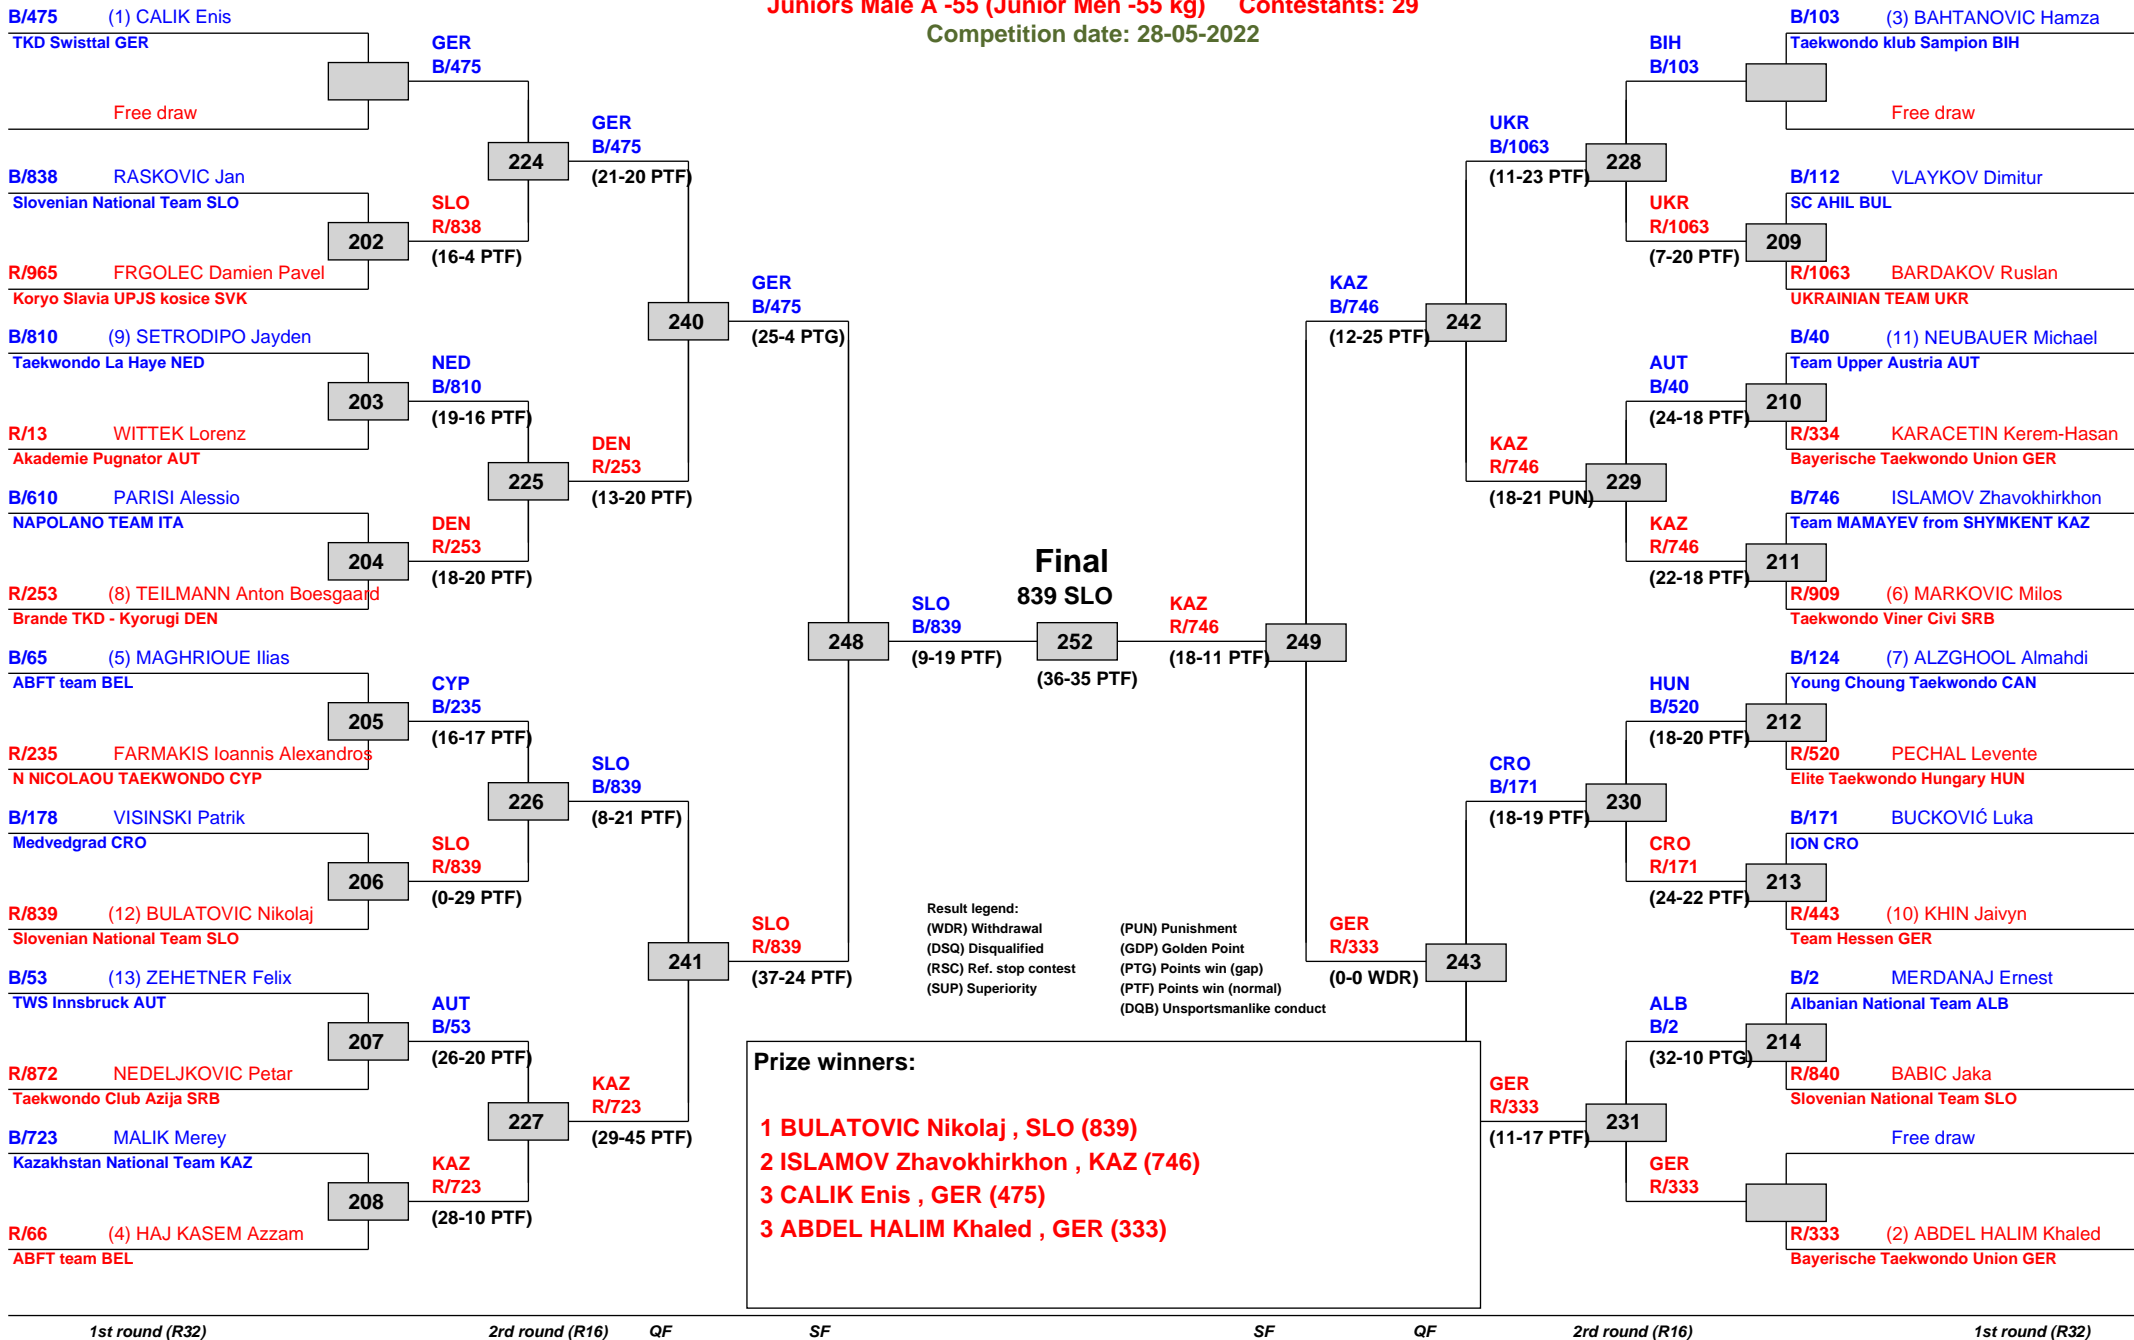 Juniors Male A -55 (Junior Men -55 kg) Contestants: 29
Competition date: 28-05-2022
B/475 (1) CALIK Enis
TKD Swisttal GER
Free draw
B/838 RASKOVIC Jan
Slovenian National Team SLO
202
R/965 FRGOLEC Damien Pavel
Koryo Slavia UPJS kosice SVK
B/810 (9) SETRODIPO Jayden
Taekwondo La Haye NED
203
R/13 WITTEK Lorenz
Akademie Pugnator AUT
B/610 PARISI Alessio
NAPOLANO TEAM ITA
204
R/253 (8) TEILMANN Anton Boesgaard
Brande TKD - Kyorugi DEN
B/65 (5) MAGHRIOUE Ilias
ABFT team BEL
205
R/235 FARMAKIS Ioannis Alexandros
N NICOLAOU TAEKWONDO CYP
B/178 VISINSKI Patrik
Medvedgrad CRO
206
R/839 (12) BULATOVIC Nikolaj
Slovenian National Team SLO
B/53 (13) ZEHETNER Felix
TWS Innsbruck AUT
207
R/872 NEDELJKOVIC Petar
Taekwondo Club Azija SRB
B/723 MALIK Merey
Kazakhstan National Team KAZ
208
R/66 (4) HAJ KASEM Azzam
ABFT team BEL
GER
B/475
224
SLO
R/838
(16-4 PTF)
NED
B/810
(19-16 PTF)
225
DEN
R/253
(18-20 PTF)
CYP
B/235
(16-17 PTF)
226
SLO
R/839
(0-29 PTF)
AUT
B/53
(26-20 PTF)
227
KAZ
R/723
(28-10 PTF)
GER
B/475
(21-20 PTF)
240
DEN
R/253
(13-20 PTF)
SLO
B/839
(8-21 PTF)
241
KAZ
R/723
(29-45 PTF)
GER
B/475
(25-4 PTG)
248
SLO
R/839
(37-24 PTF)
SLO
B/839
(9-19 PTF)
Final
839 SLO
252
(36-35 PTF)
KAZ
R/746
(18-11 PTF)
249
KAZ
B/746
(12-25 PTF)
242
GER
R/333
(0-0 WDR)
243
UKR
B/1063
(11-23 PTF)
228
KAZ
R/746
(18-21 PUN)
229
CRO
B/171
(18-19 PTF)
230
GER
R/333
(11-17 PTF)
231
BIH
B/103
UKR
R/1063
(7-20 PTF)
AUT
B/40
(24-18 PTF)
KAZ
R/746
(22-18 PTF)
HUN
B/520
(18-20 PTF)
CRO
R/171
(24-22 PTF)
ALB
B/2
(32-10 PTG)
GER
R/333
B/103 (3) BAHTANOVIC Hamza
Taekwondo klub Sampion BIH
Free draw
B/112 VLAYKOV Dimitur
SC AHIL BUL
209
R/1063 BARDAKOV Ruslan
UKRAINIAN TEAM UKR
B/40 (11) NEUBAUER Michael
Team Upper Austria AUT
210
R/334 KARACETIN Kerem-Hasan
Bayerische Taekwondo Union GER
B/746 ISLAMOV Zhavokhirkhon
Team MAMAYEV from SHYMKENT KAZ
211
R/909 (6) MARKOVIC Milos
Taekwondo Viner Civi SRB
B/124 (7) ALZGHOOL Almahdi
Young Choung Taekwondo CAN
212
R/520 PECHAL Levente
Elite Taekwondo Hungary HUN
B/171 BUCKOVIĆ Luka
ION CRO
213
R/443 (10) KHIN Jaivyn
Team Hessen GER
B/2 MERDANAJ Ernest
Albanian National Team ALB
214
R/840 BABIC Jaka
Slovenian National Team SLO
Free draw
R/333 (2) ABDEL HALIM Khaled
Bayerische Taekwondo Union GER
Result legend:
(WDR) Withdrawal (PUN) Punishment
(DSQ) Disqualified (GDP) Golden Point
(RSC) Ref. stop contest (PTG) Points win (gap)
(SUP) Superiority (PTF) Points win (normal)
(DQB) Unsportsmanlike conduct
Prize winners:
1 BULATOVIC Nikolaj , SLO (839)
2 ISLAMOV Zhavokhirkhon , KAZ (746)
3 CALIK Enis , GER (475)
3 ABDEL HALIM Khaled , GER (333)
1st round (R32) 2rd round (R16) QF SF SF QF 2rd round (R16) 1st round (R32)